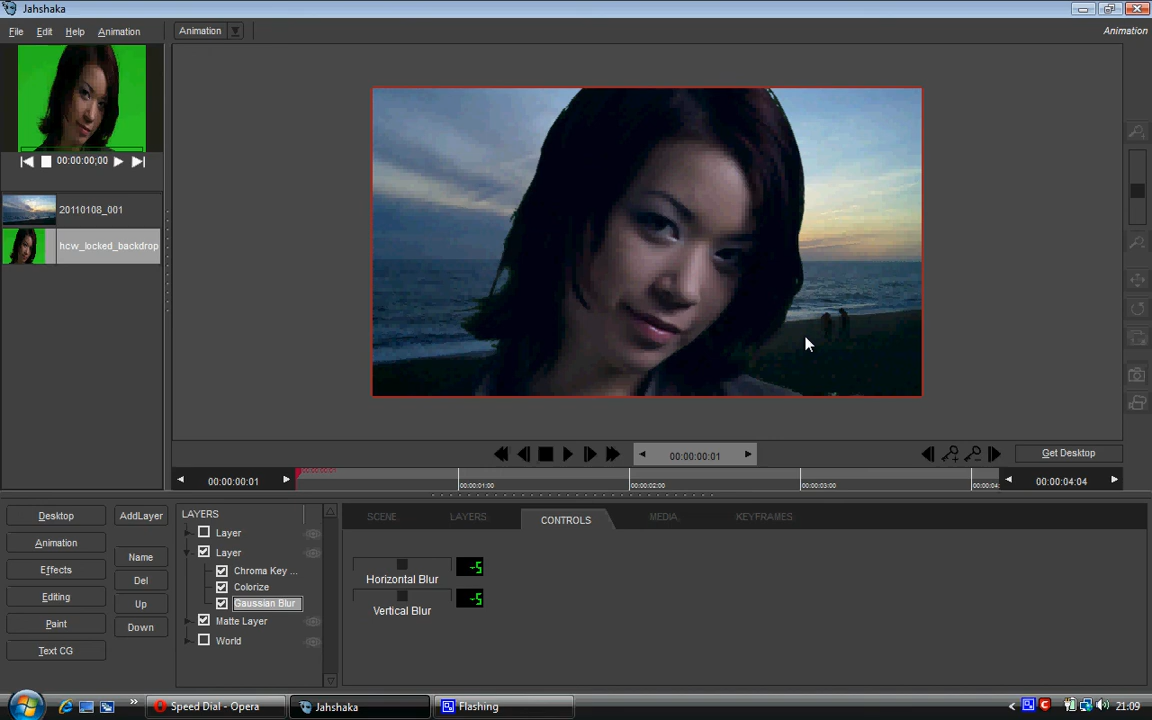 Jahshaka
File Edit Help Animation
Animation
Animation
00:00:00;00
20110108_001
hcw_locked_backdrop
00:00:00:01
Get Desktop
00:00:00:01
00:00:01:00
00:00:02:00
00:00:03:00
00:00:04:
00:00:04:04
Desktop
AddLayer
Animation
Name
Effects
Del
Editing
Up
Paint
Down
Text CG
LAYERS
Layer
Layer
Chroma Key ...
Colorize
Gaussian Blur
Matte Layer
World
SCENE LAYERS CONTROLS MEDIA KEYFRAMES
-5
Horizontal Blur
-5
Vertical Blur
Speed Dial - Opera
Jahshaka
Flashing
21:09